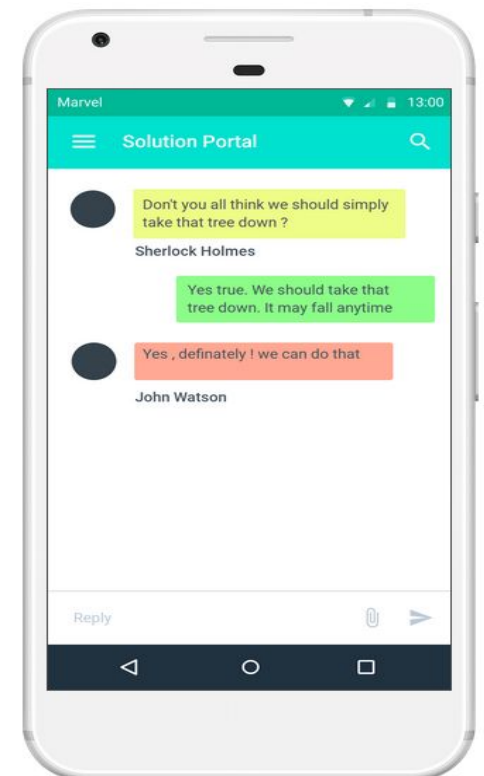 Marvel 13:00
Solution Portal
Don't you all think we should simply
take that tree down ?
Sherlock Holmes
Yes true. We should take that
tree down. It may fall anytime
Yes , definately ! we can do that
John Watson
Reply